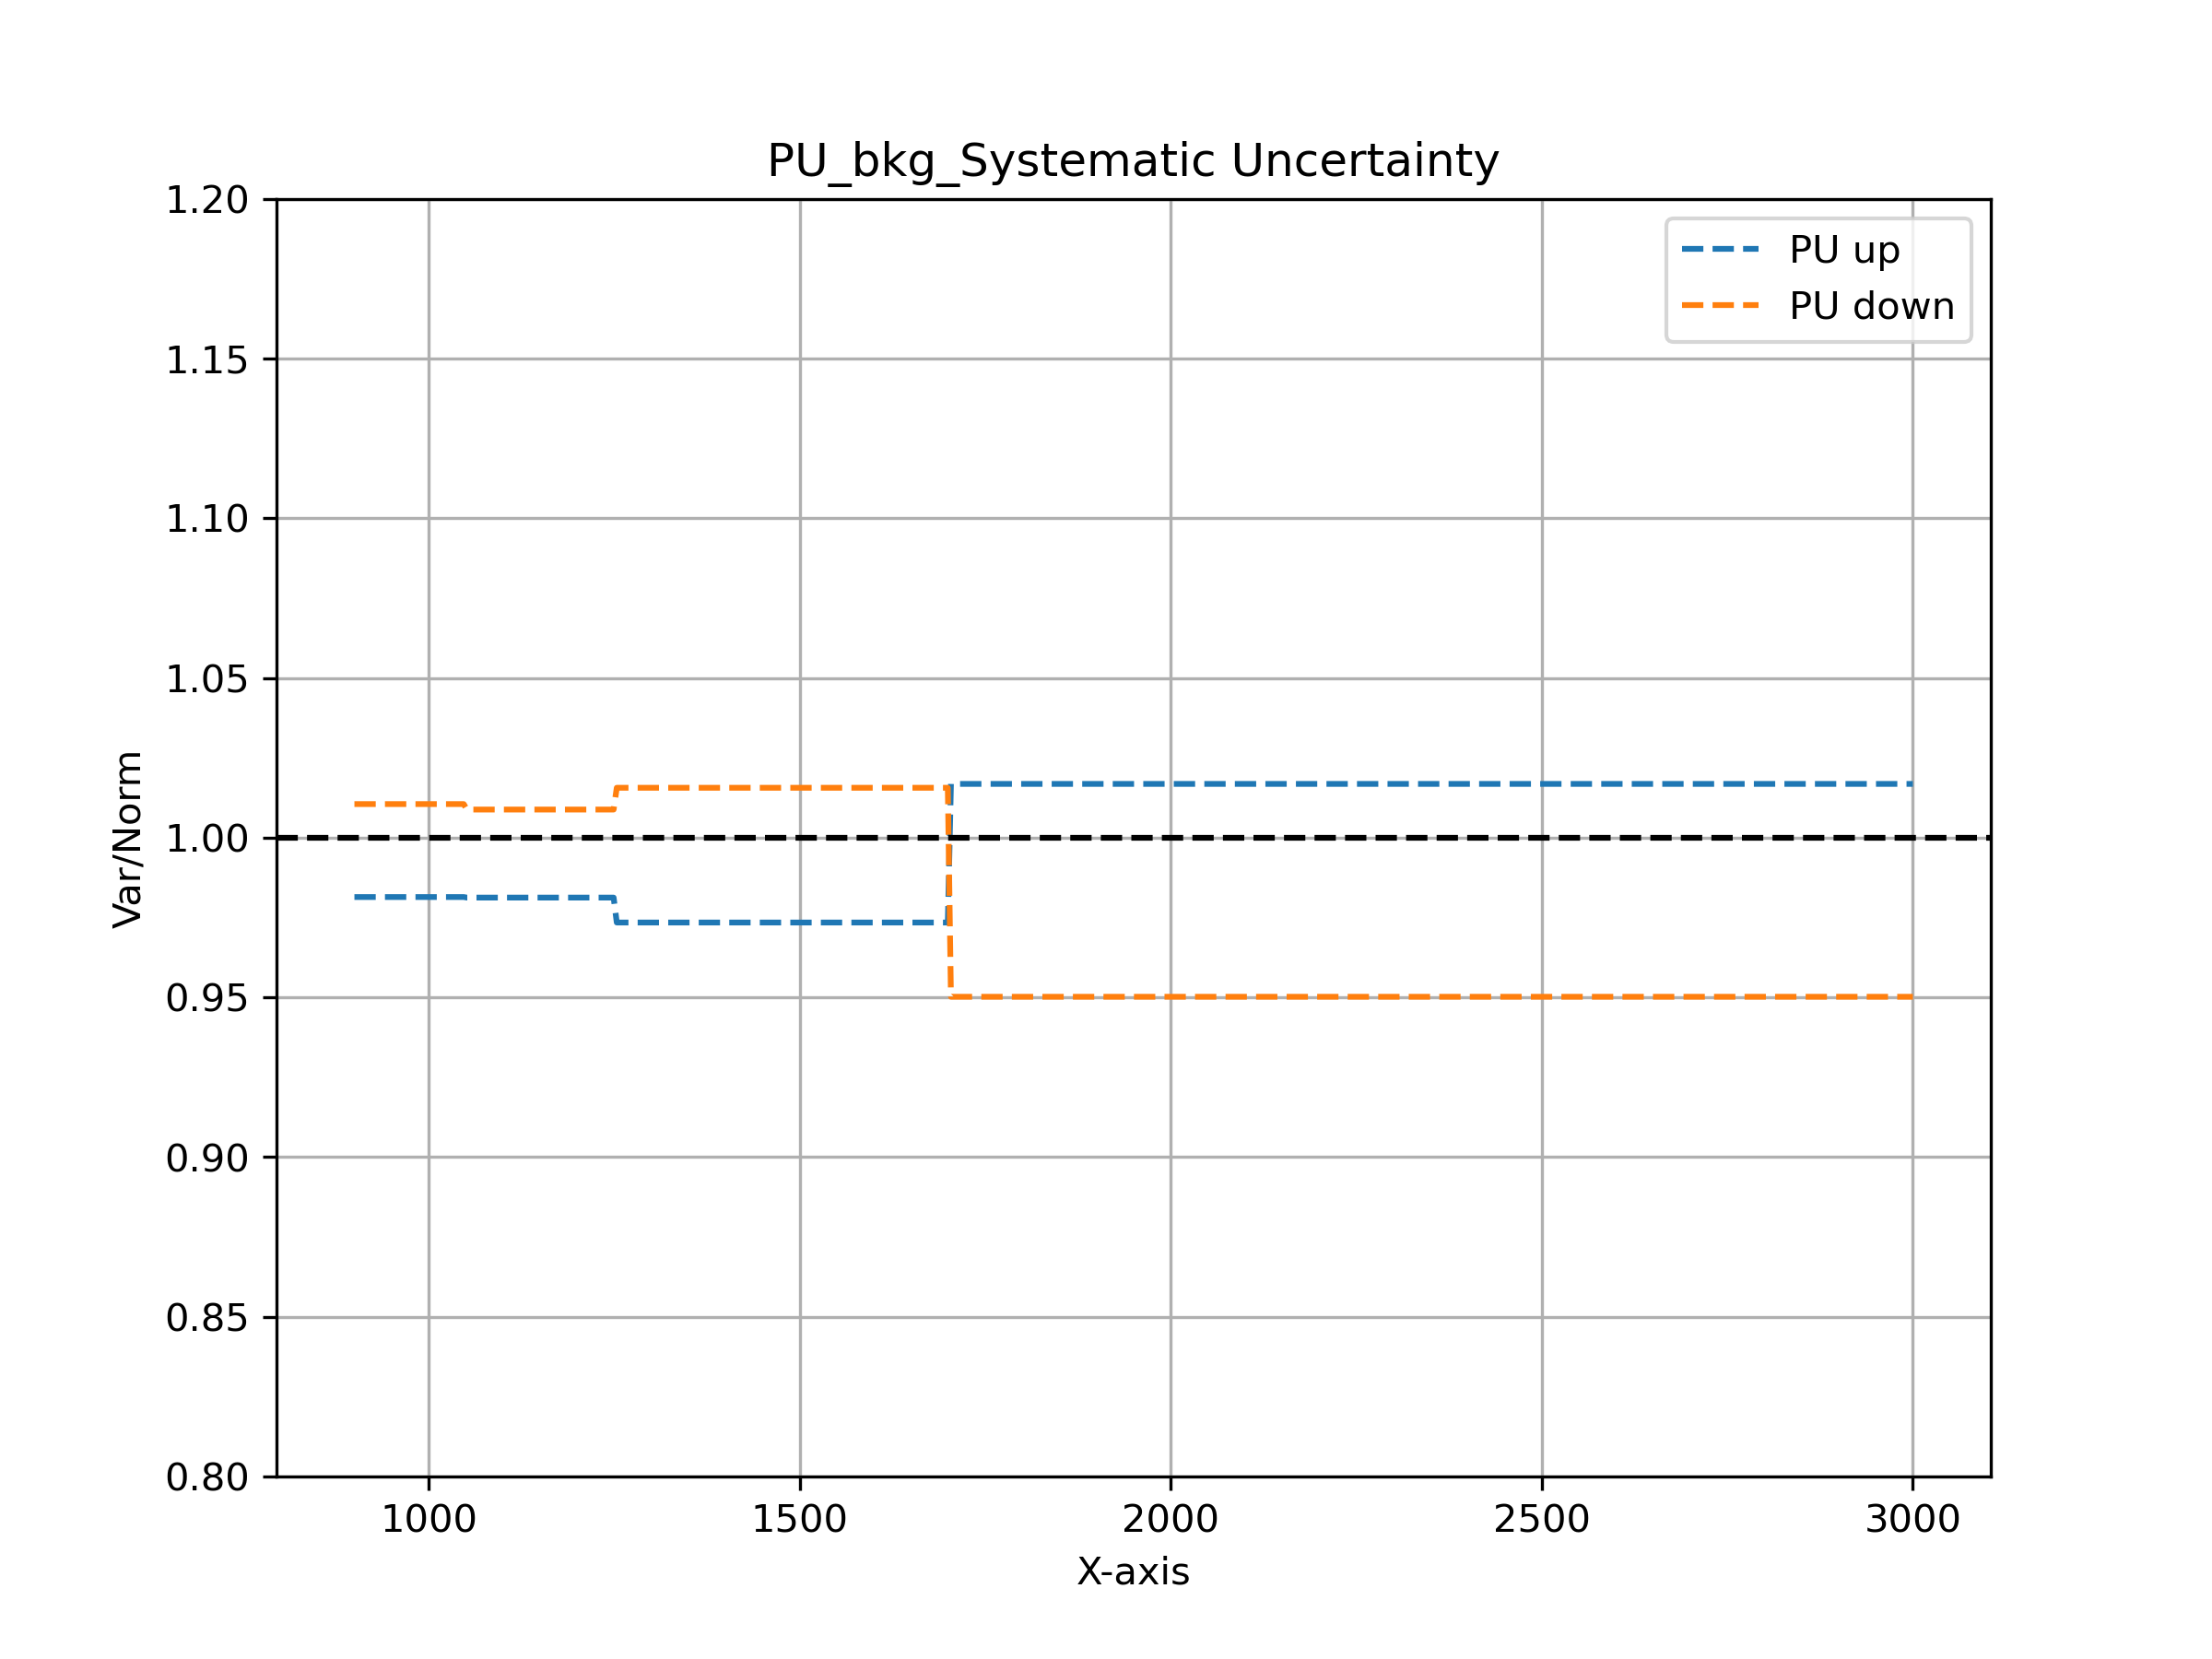 PU_bkg_Systematic Uncertainty
1.20
1.15
1.10
1.05
1.00
0.95
0.90
0.85
0.80
Var/Norm
PU up
PU down
1000 1500 2000 2500 3000
X-axis